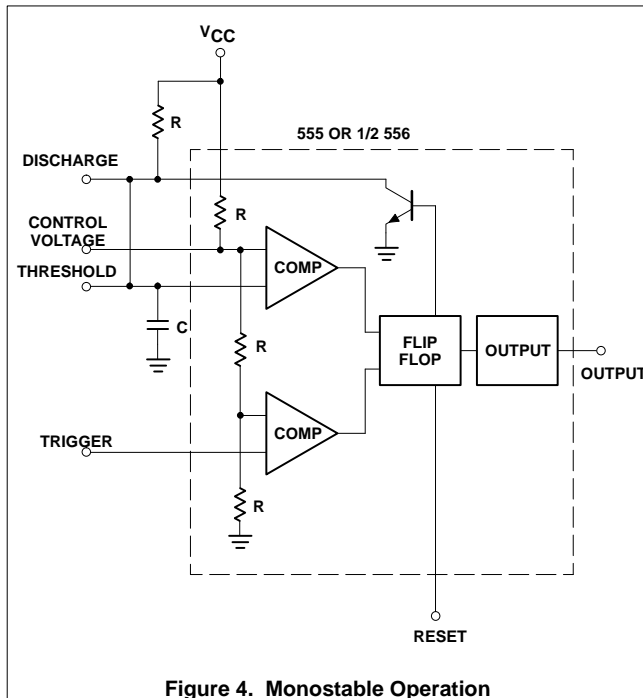 VCC
R
555 OR 1/2 556
DISCHARGE
R
CONTROL
VOLTAGE
COMP
THRESHOLD
C
R
FLIP
FLOP
OUTPUT
OUTPUT
COMP
TRIGGER
R
RESET
Figure 4. Monostable Operation